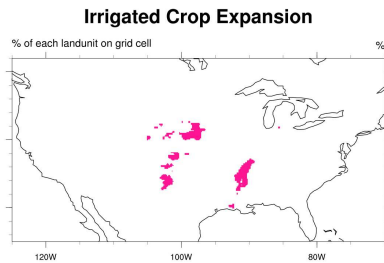 Irrigated Crop Expansion
% of each landunit on grid cell %
120W 100W 80W